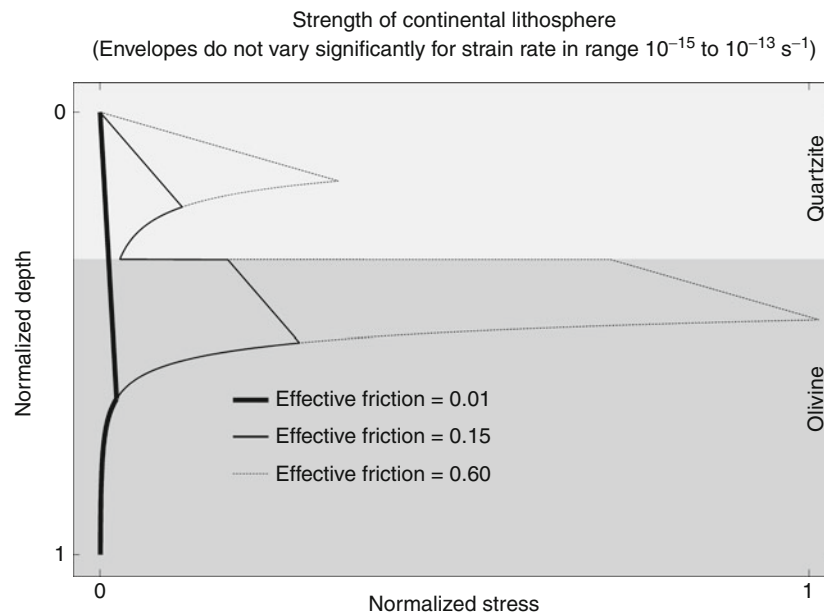 Strength of continental lithosphere
(Envelopes do not vary significantly for strain rate in range 10⁻¹⁵ to 10⁻¹³ s⁻¹)
0
Quartzite
Normalized depth
Effective friction = 0.01
Effective friction = 0.15
Effective friction = 0.60
Olivine
1
0
Normalized stress
1